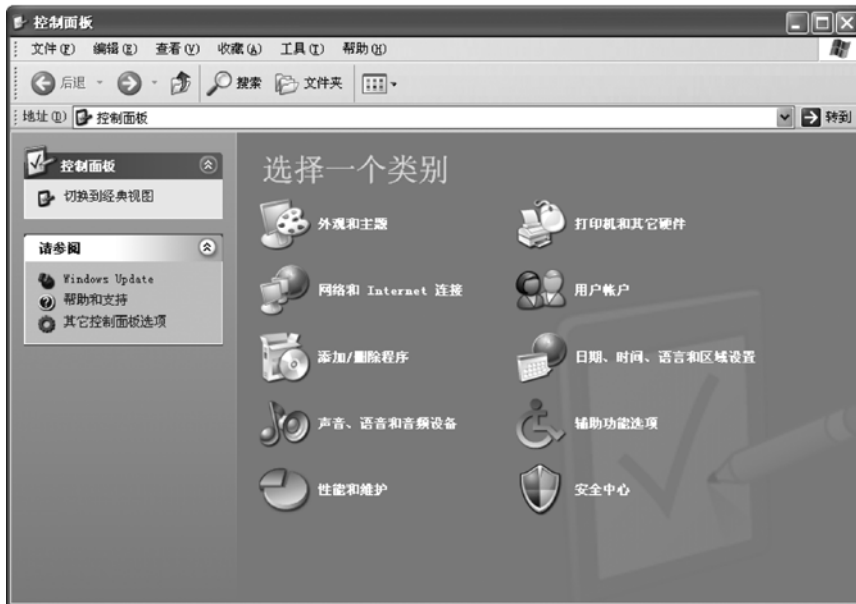 控制面板
文件(F) 编辑(E) 查看(V) 收藏(A) 工具(T) 帮助(H)
后退 搜索 文件夹
地址(D) 控制面板 转到
控制面板
切换到经典视图
请参阅
Windows Update
帮助和支持
其它控制面板选项
选择一个类别
外观和主题 打印机和其它硬件
网络和 Internet 连接 用户帐户
添加/删除程序 日期、时间、语言和区域设置
声音、语音和音频设备 辅助功能选项
性能和维护 安全中心